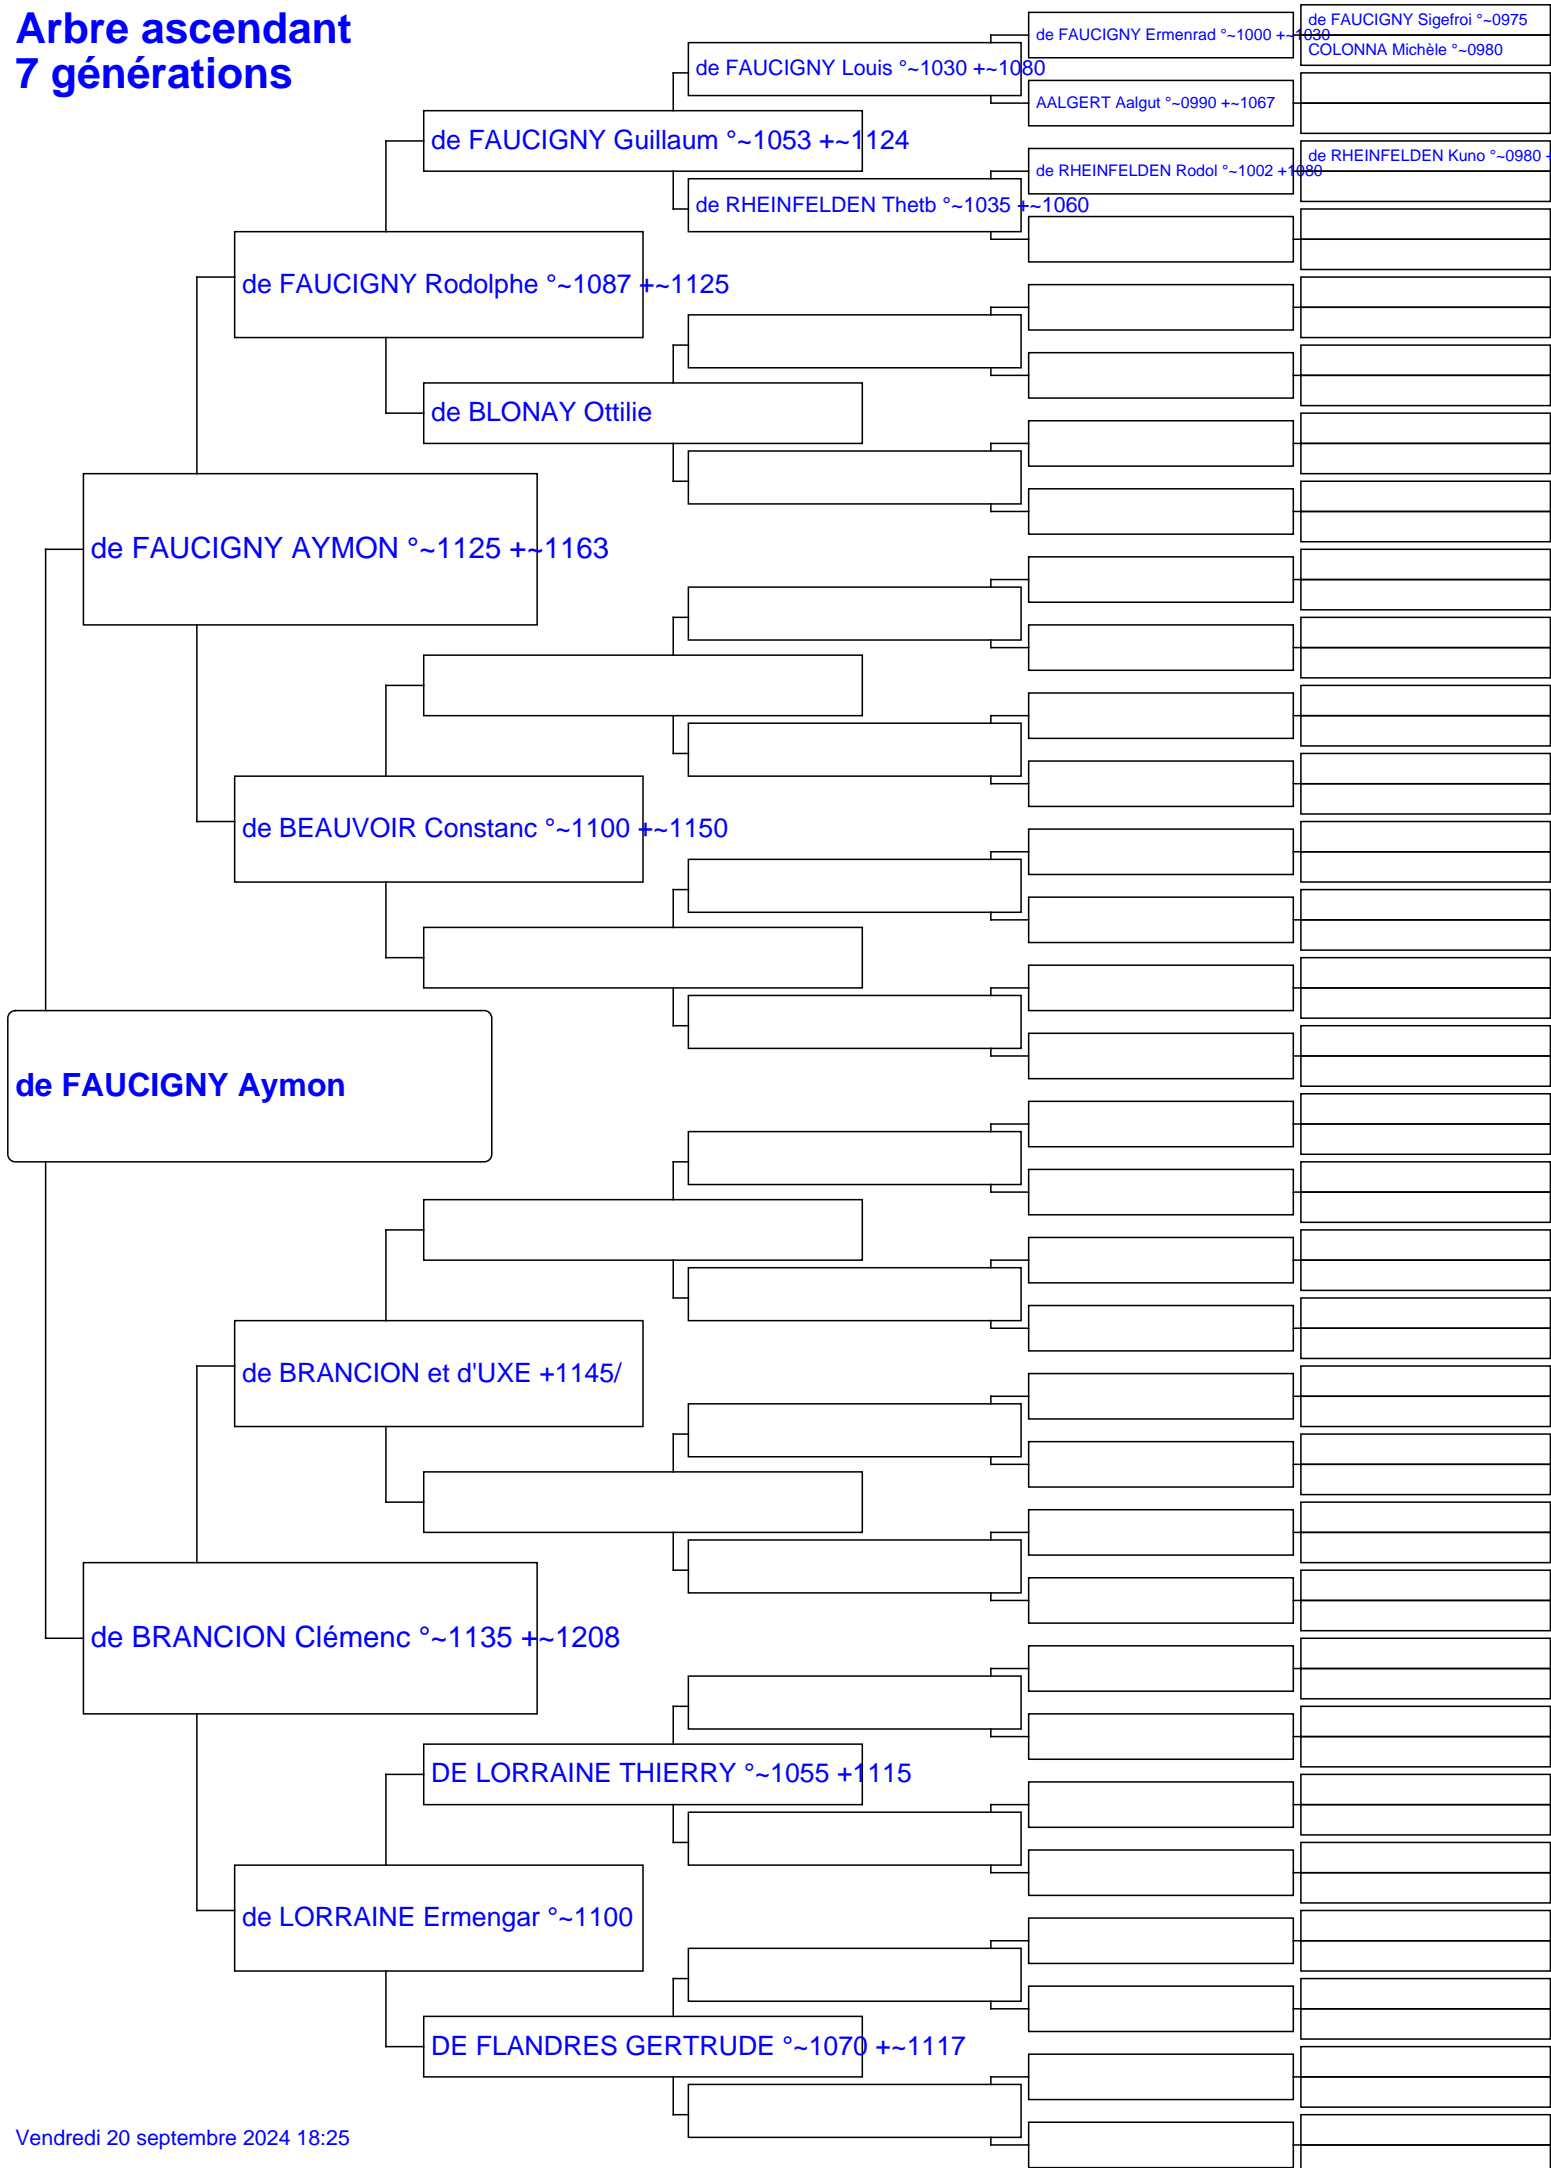 Arbre ascendant
7 générations
de FAUCIGNY Sigefroi °~0975
de FAUCIGNY Ermenrad °~1000 +~1030
COLONNA Michèle °~0980
de FAUCIGNY Louis °~1030 +~1080
AALGERT Aalgut °~0990 +~1067
de FAUCIGNY Guillaum °~1053 +~1124
de RHEINFELDEN Kuno °~0980 +
de RHEINFELDEN Rodol °~1002 +1080
de RHEINFELDEN Thetb °~1035 +~1060
de FAUCIGNY Rodolphe °~1087 +~1125
de BLONAY Ottilie
de FAUCIGNY AYMON °~1125 +~1163
de BEAUVOIR Constanc °~1100 +~1150
de FAUCIGNY Aymon
de BRANCION et d'UXE +1145/
de BRANCION Clémenc °~1135 +~1208
DE LORRAINE THIERRY °~1055 +1115
de LORRAINE Ermengar °~1100
DE FLANDRES GERTRUDE °~1070 +~1117
Vendredi 20 septembre 2024 18:25